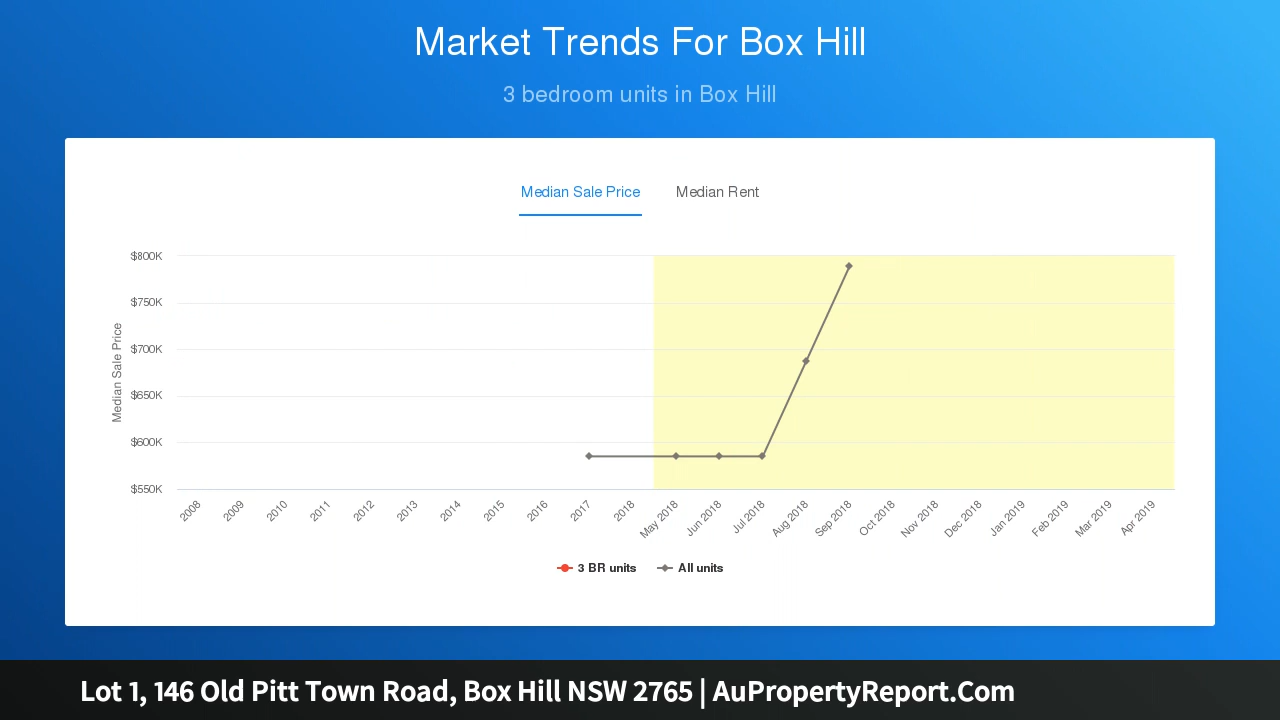 Market Trends For Box Hill
3 bedroom units in Box Hill
Median Sale Price Median Rent
Median Sale Price
$800K
$750K
$700K
$650K
$600K
$550K
2008 2009 2010 2011 2012 2013 2014 2015 2016 2017 2018 May 2018 Jun 2018 Jul 2018 Aug 2018 Sep 2018 Oct 2018 Nov 2018 Dec 2018 Jan 2019 Feb 2019 Mar 2019 Apr 2019
3 BR units All units
Lot 1, 146 Old Pitt Town Road, Box Hill NSW 2765 | AuPropertyReport.Com